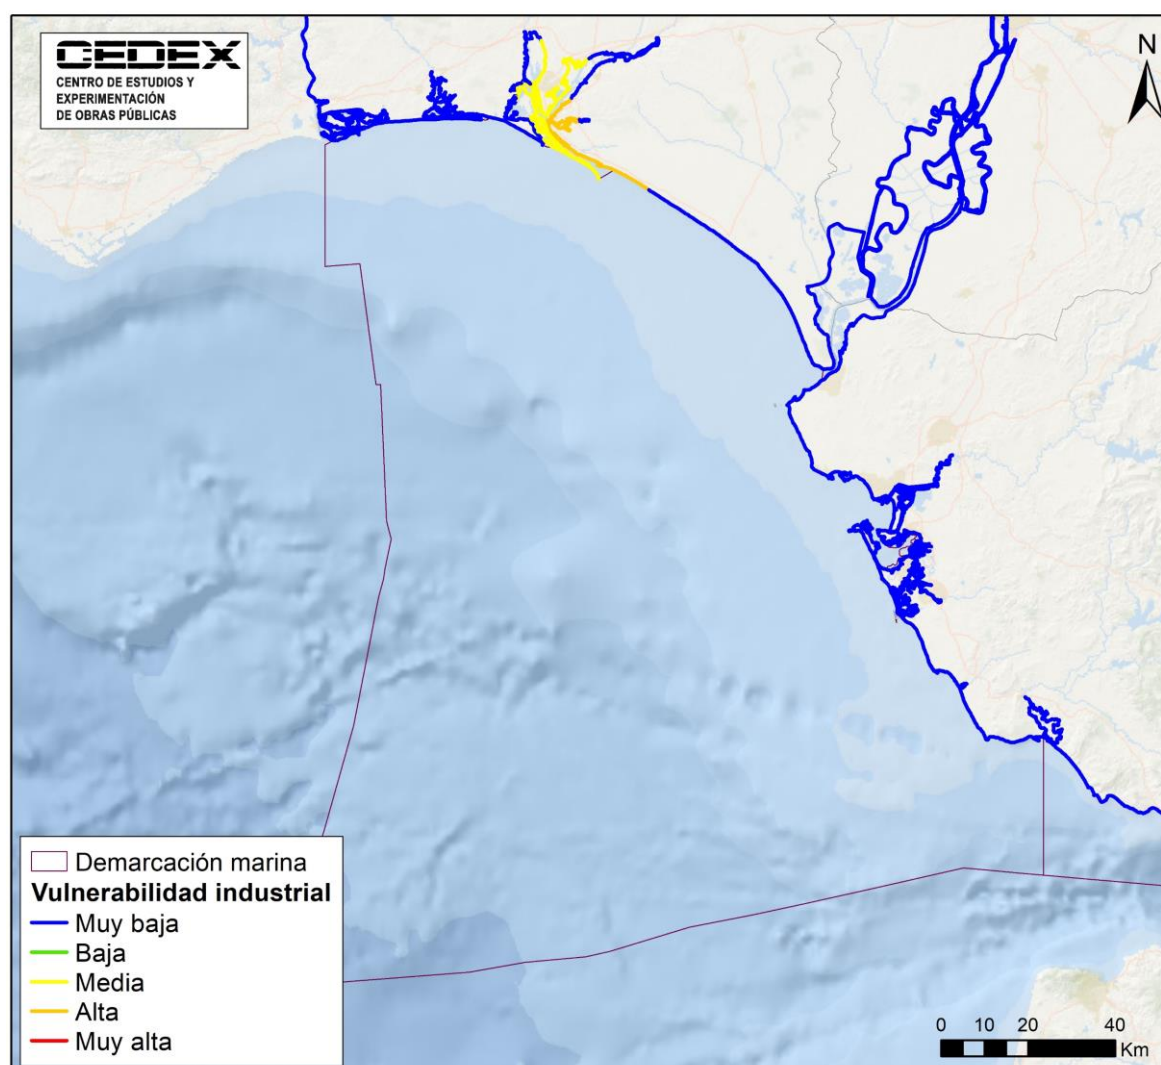 CEDEX
CENTRO DE ESTUDIOS Y
EXPERIMENTACIÓN
DE OBRAS PÚBLICAS
N
Demarcación marina
Vulnerabilidad industrial
Muy baja
Baja
Media
Alta
Muy alta
0 10 20 40
Km